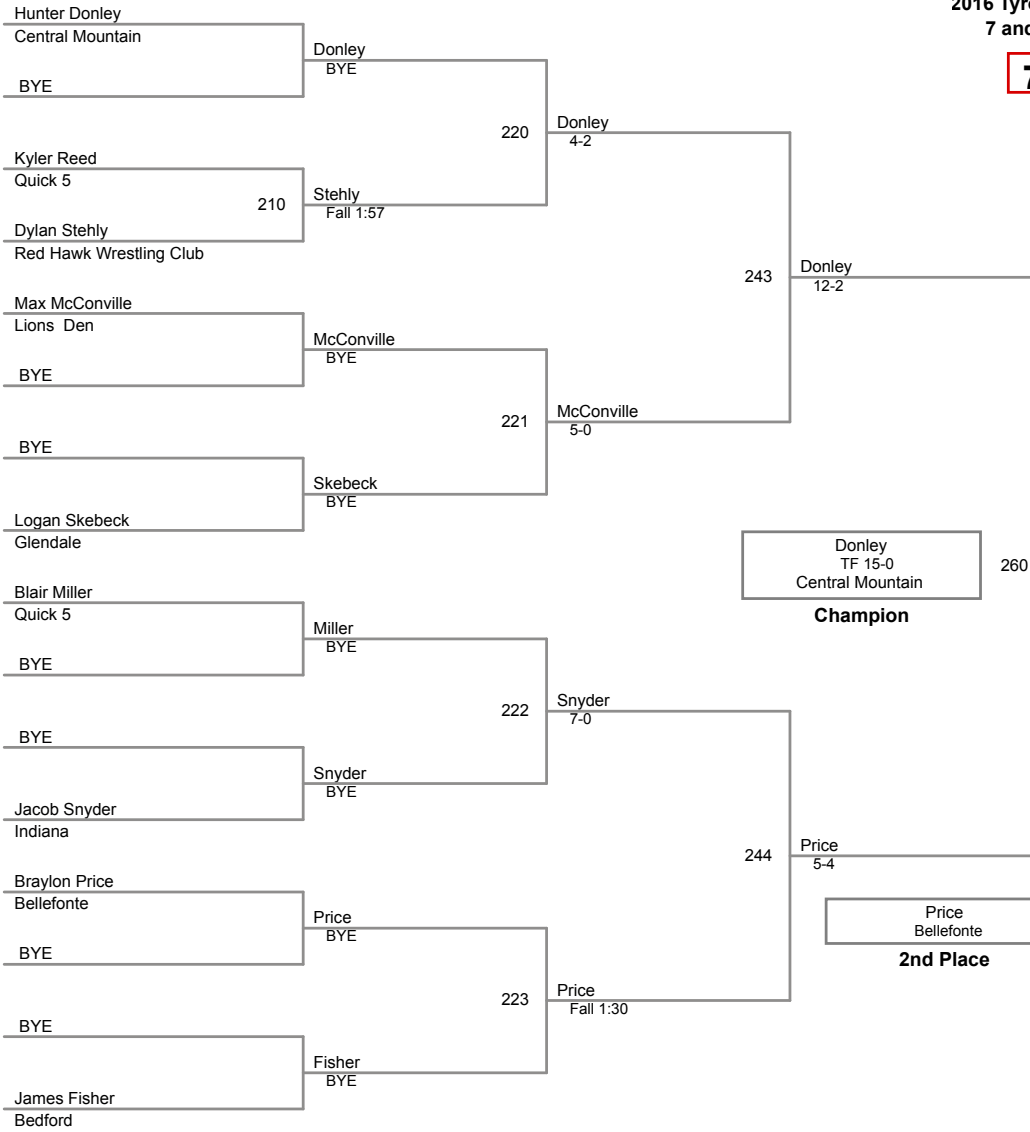 2016 Tyr
7 and
7
Hunter Donley
Central Mountain
BYE
Donley
BYE
220
Donley
4-2
Kyler Reed
Quick 5
210
Stehly
Fall 1:57
Dylan Stehly
Red Hawk Wrestling Club
243
Donley
12-2
Max McConville
Lions Den
BYE
McConville
BYE
221
McConville
5-0
BYE
Skebeck
BYE
Logan Skebeck
Glendale
Donley
TF 15-0
Central Mountain
260
Champion
Blair Miller
Quick 5
BYE
Miller
BYE
222
Snyder
7-0
BYE
Snyder
BYE
Jacob Snyder
Indiana
244
Price
5-4
Braylon Price
Bellefonte
BYE
Price
BYE
Price
Bellefonte
2nd Place
223
Price
Fall 1:30
BYE
Fisher
BYE
James Fisher
Bedford